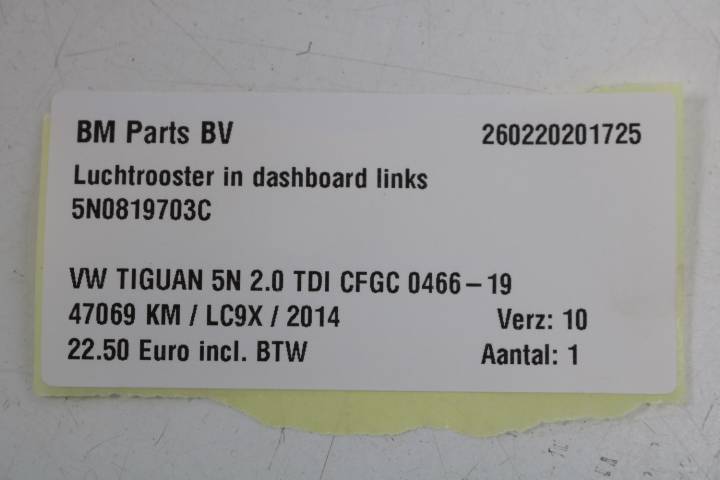 BM Parts BV 260220201725
Luchtrooster in dashboard links
5N0819703C
VW TIGUAN 5N 2.0 TDI CFGC 0466-19
47069 KM / LC9X / 2014 Verz: 10
22.50 Euro incl. BTW Aantal: 1